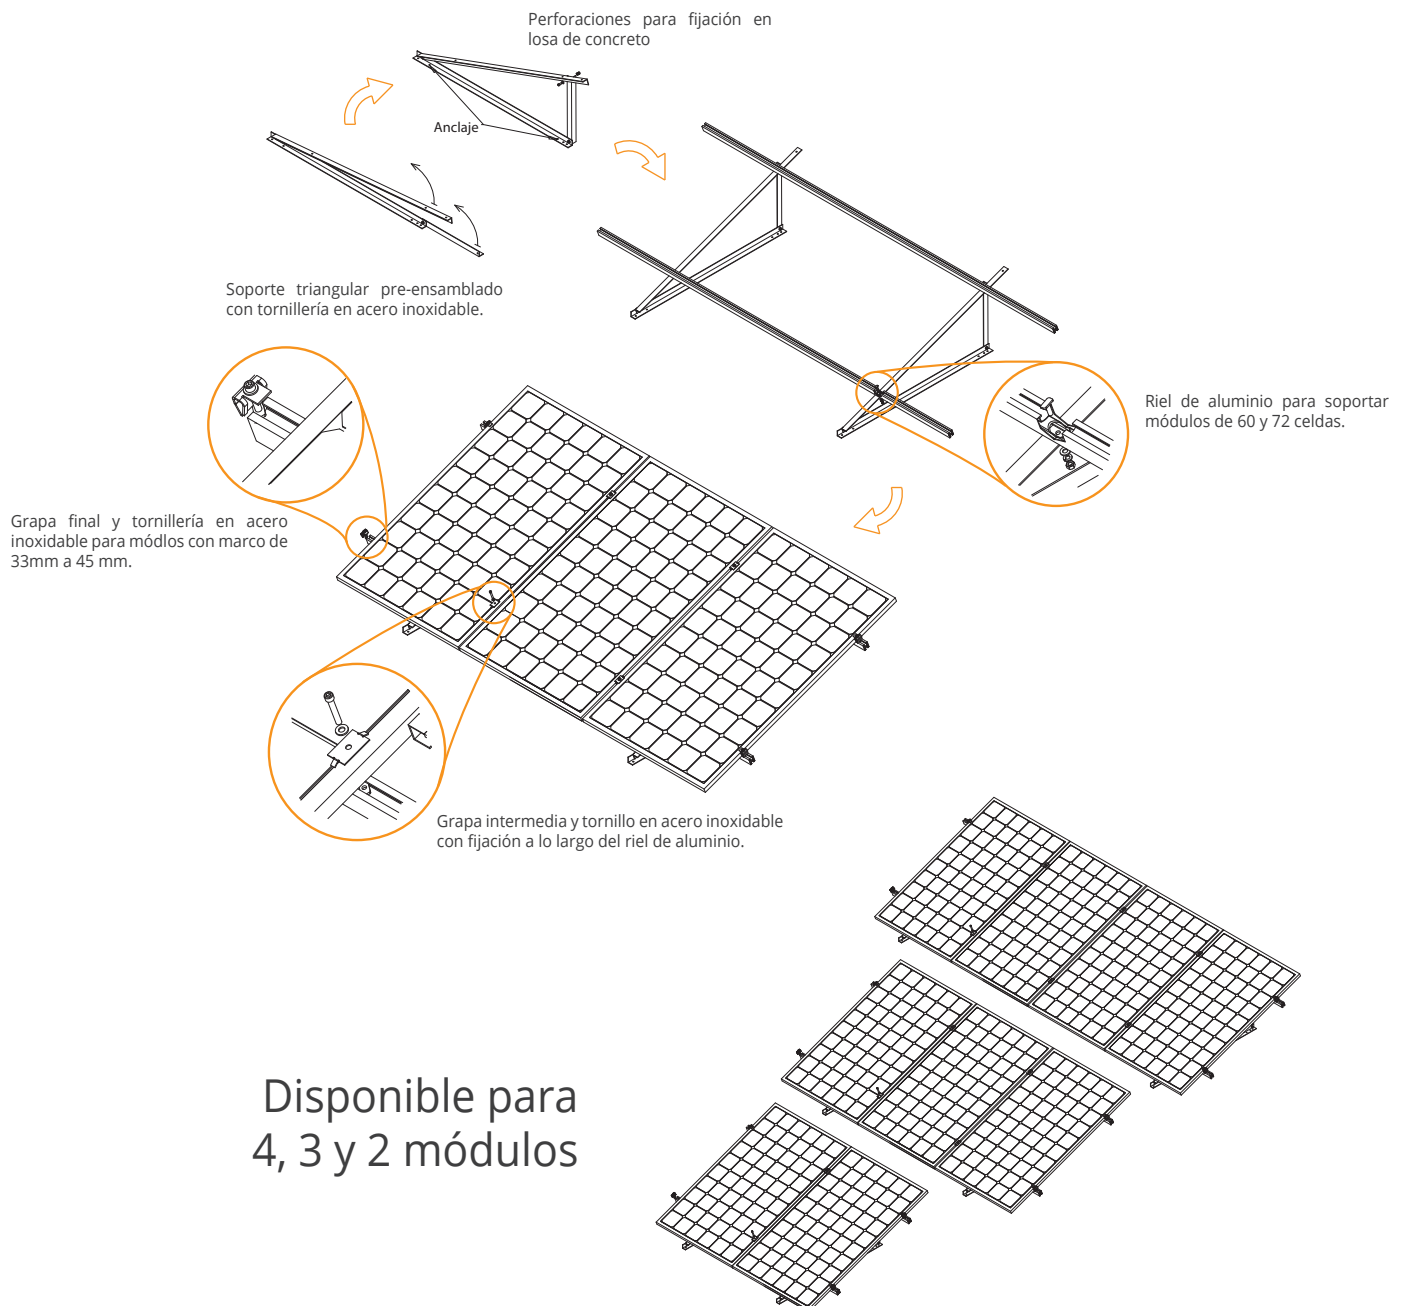 Perforaciones para fijación en
losa de concreto
Anclaje
Soporte triangular pre-ensamblado
con tornillería en acero inoxidable.
Riel de aluminio para soportar
módulos de 60 y 72 celdas.
Grapa final y tornillería en acero
inoxidable para módlos con marco de
33mm a 45 mm.
Grapa intermedia y tornillo en acero inoxidable
con fijación a lo largo del riel de aluminio.
Disponible para
4, 3 y 2 módulos